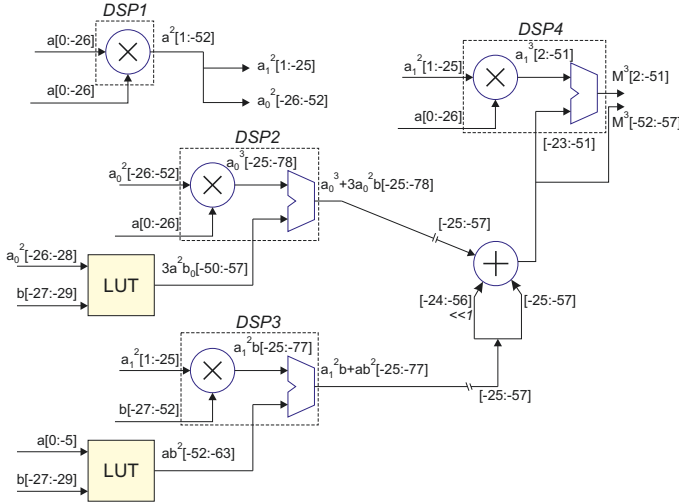 DSP1
a[0:-26]
a²[1:-52]
a₁²[1:-25]
a[0:-26]
a₀²[-26:-52]
DSP4
a₁²[1:-25]
a₁³[2:-51]
M³[2:-51]
a[0:-26]
M³[-52:-57]
[-23:-51]
DSP2
a₀²[-26:-52]
a₀³[-25:-78]
a₀³+3a₀²b[-25:-78]
a[0:-26]
[-25:-57]
a₀²[-26:-28]
LUT
3a²b₀[-50:-57]
b[-27:-29]
+
[-24:-56]
<<1
[-25:-57]
DSP3
a₁²[1:-25]
a₁²b[-25:-77]
a₁²b+ab²[-25:-77]
b[-27:-52]
[-25:-57]
a[0:-5]
LUT
ab²[-52:-63]
b[-27:-29]